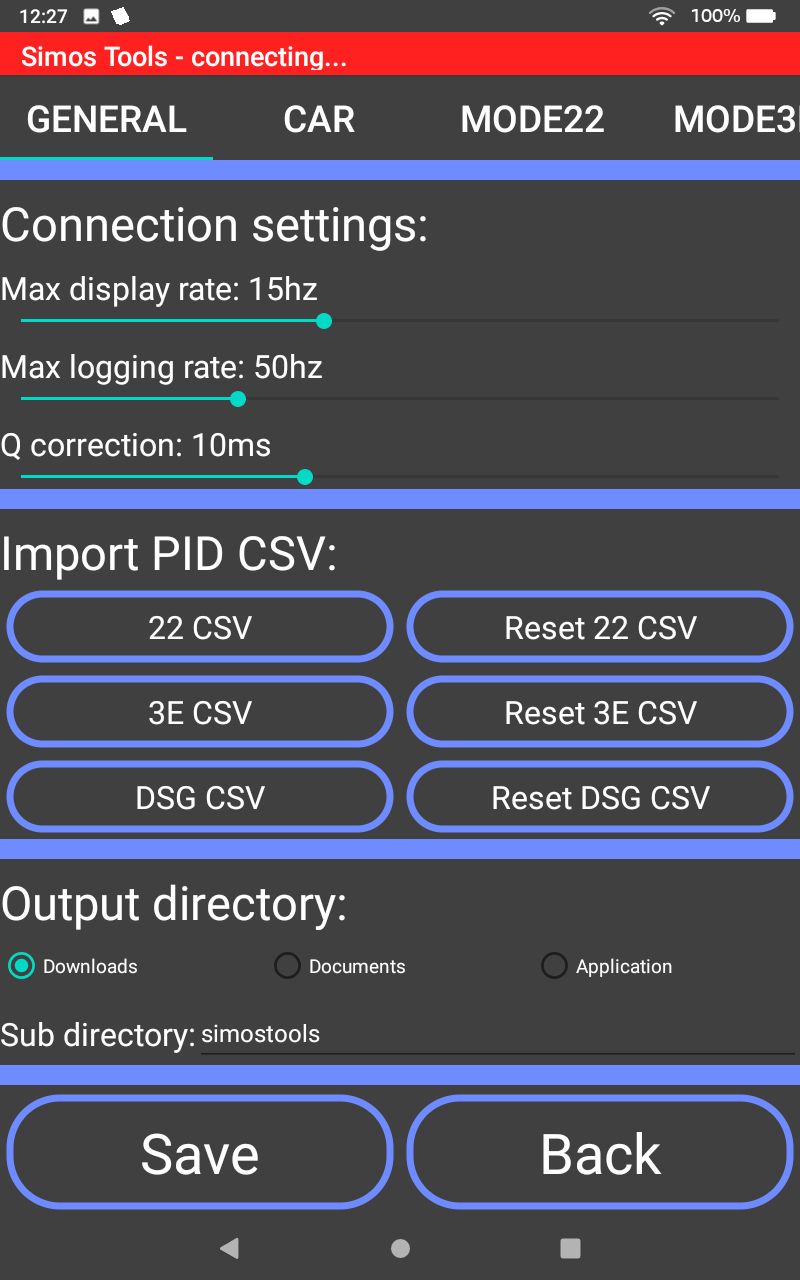 12:27 100%
Simos Tools - connecting...
GENERAL CAR MODE22 MODE3
Connection settings:
Max display rate: 15hz
Max logging rate: 50hz
Q correction: 10ms
Import PID CSV:
22 CSV Reset 22 CSV
3E CSV Reset 3E CSV
DSG CSV Reset DSG CSV
Output directory:
Downloads Documents Application
Sub directory: simostools
Save Back